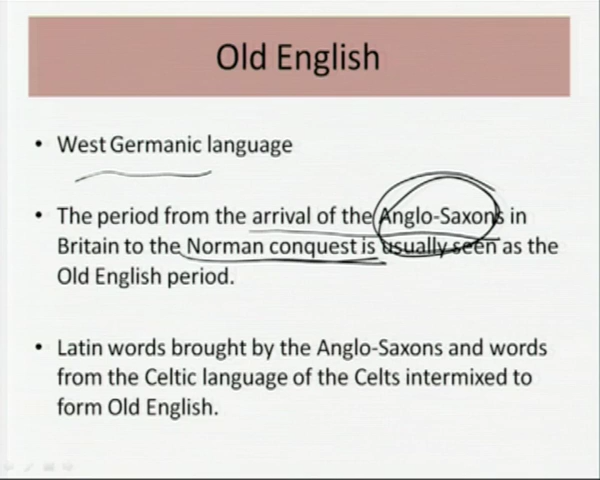 Old English
• West Germanic language
• The period from the arrival of the Anglo-Saxons in
Britain to the Norman conquest is usually seen as the
Old English period.
• Latin words brought by the Anglo-Saxons and words
from the Celtic language of the Celts intermixed to
form Old English.